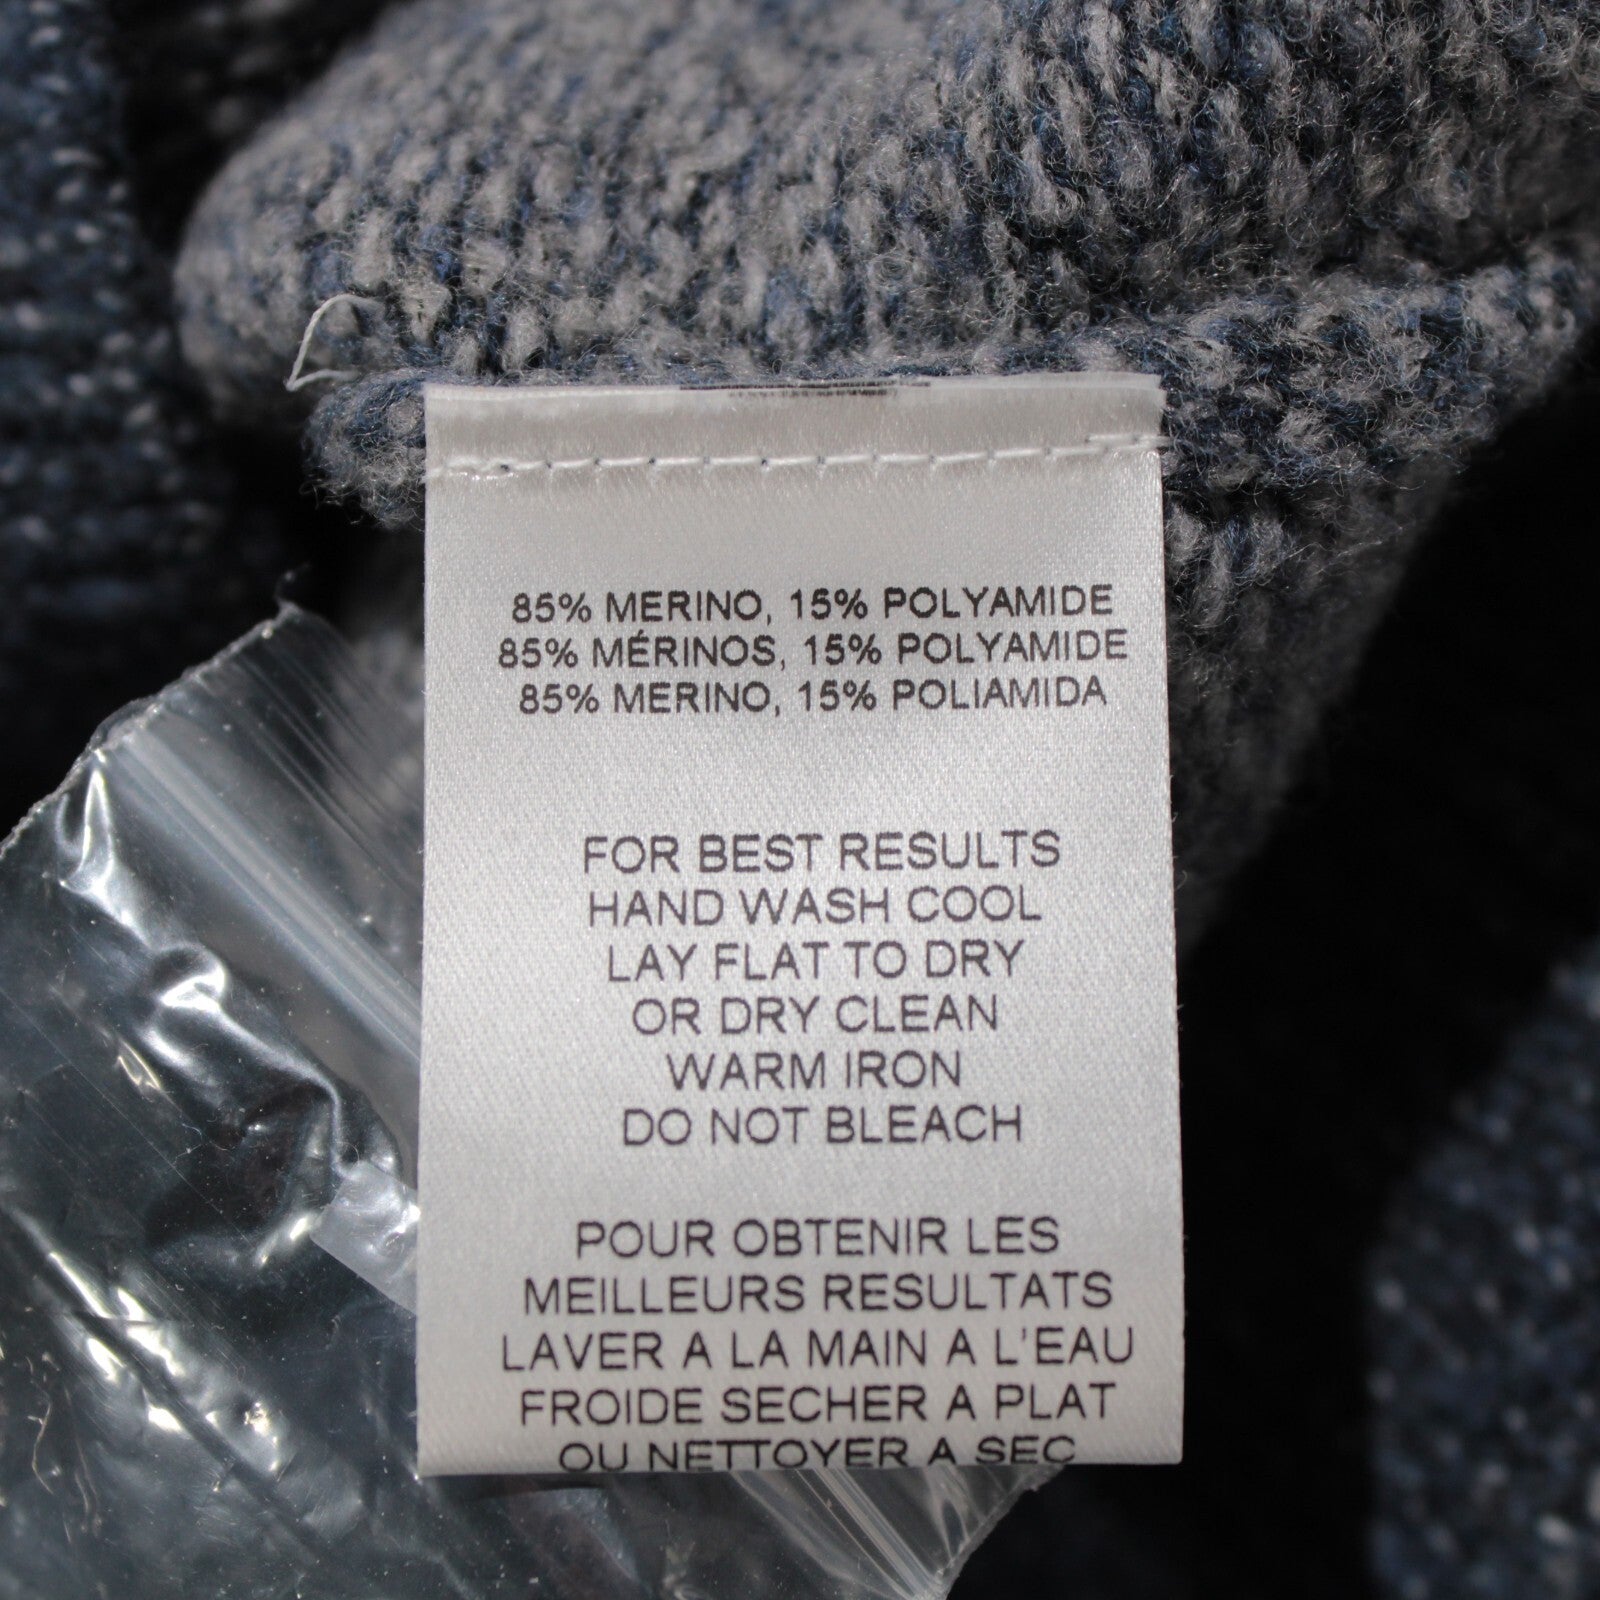 85% MERINO, 15% POLYAMIDE
85% MÉRINOS, 15% POLYAMIDE
85% MERINO, 15% POLIAMIDA
FOR BEST RESULTS
HAND WASH COOL
LAY FLAT TO DRY
OR DRY CLEAN
WARM IRON
DO NOT BLEACH
POUR OBTENIR LES
MEILLEURS RESULTATS
LAVER A LA MAIN A L'EAU
FROIDE SECHER A PLAT
OU NETTOYER A SEC